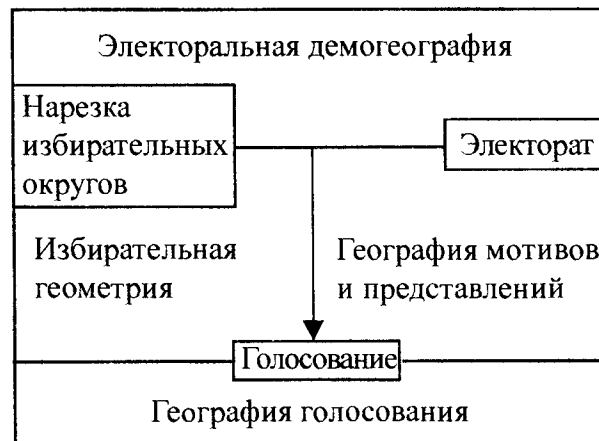 Электоральная демогеография
Нарезка
избирательных
округов
Электорат
Избирательная
геометрия
География мотивов
и представлений
Голосование
География голосования